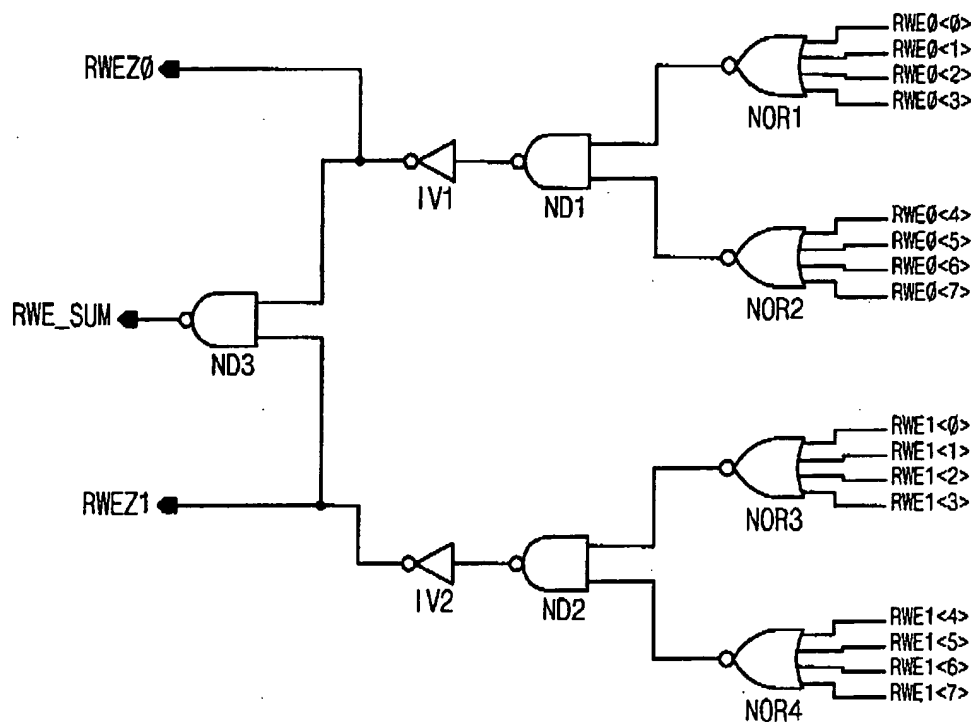 RWE0<0>
RWE0<1>
RWE0<2>
RWE0<3>
RWEZ0
NOR1
IV1
ND1
RWE0<4>
RWE0<5>
RWE0<6>
RWE0<7>
NOR2
RWE_SUM
ND3
RWE1<0>
RWE1<1>
RWE1<2>
RWE1<3>
RWEZ1
NOR3
IV2
ND2
RWE1<4>
RWE1<5>
RWE1<6>
RWE1<7>
NOR4